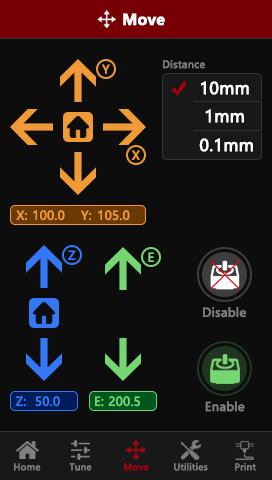 Move
Y
Distance
10mm
1mm
0.1mm
X
X: 100.0 Y: 105.0
Z
E
Disable
Z: 50.0
E: 200.5
Enable
Home
Tune
Move
Utilities
Print